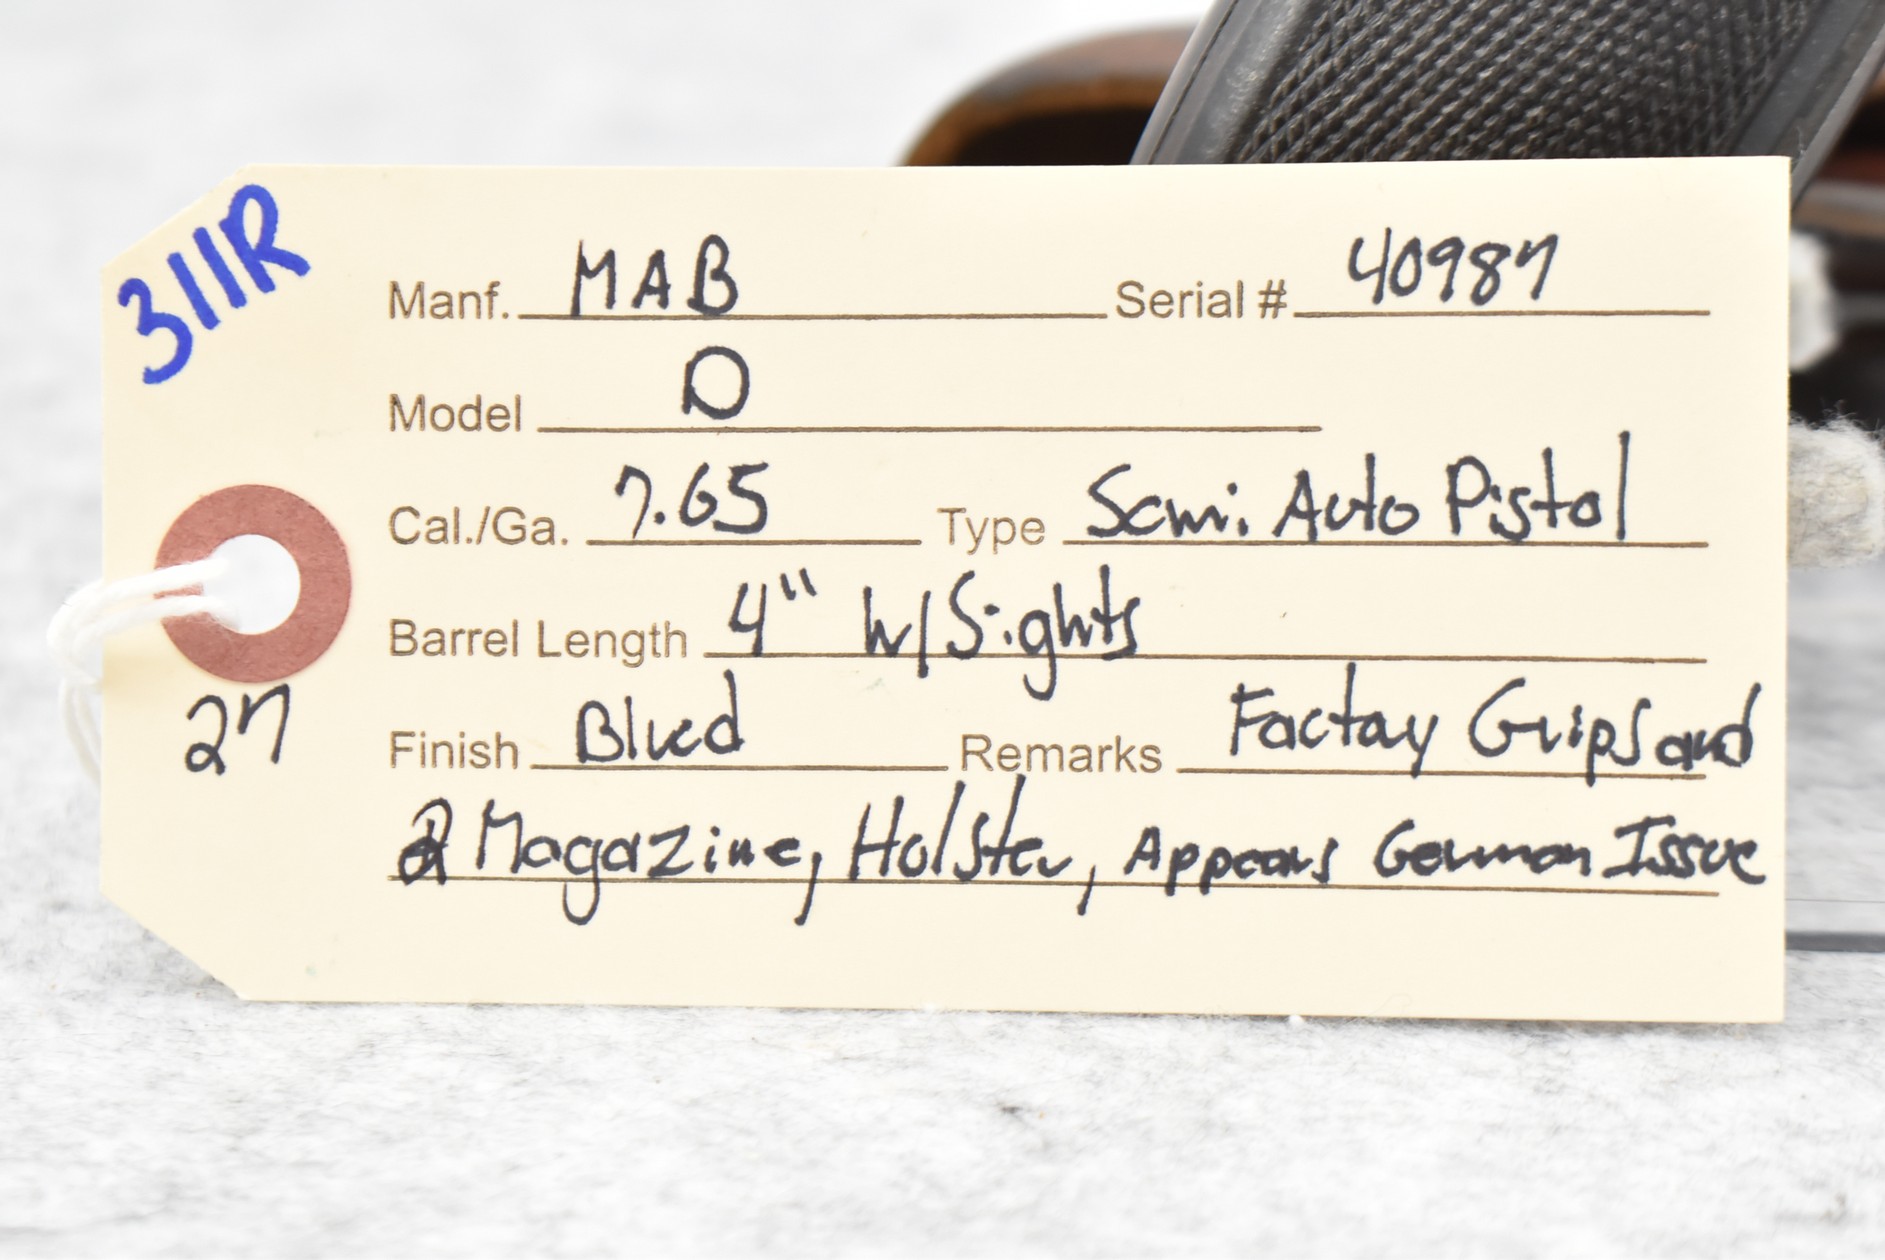 311R
Manf. MAB Serial # 40987
Model D
Cal./Ga. 7.65 Type Semi Auto Pistol
Barrel Length 4" W/Sights
27
Finish Blued Remarks Factory Grips and
2 Magazine, Holster, Appears German Issue